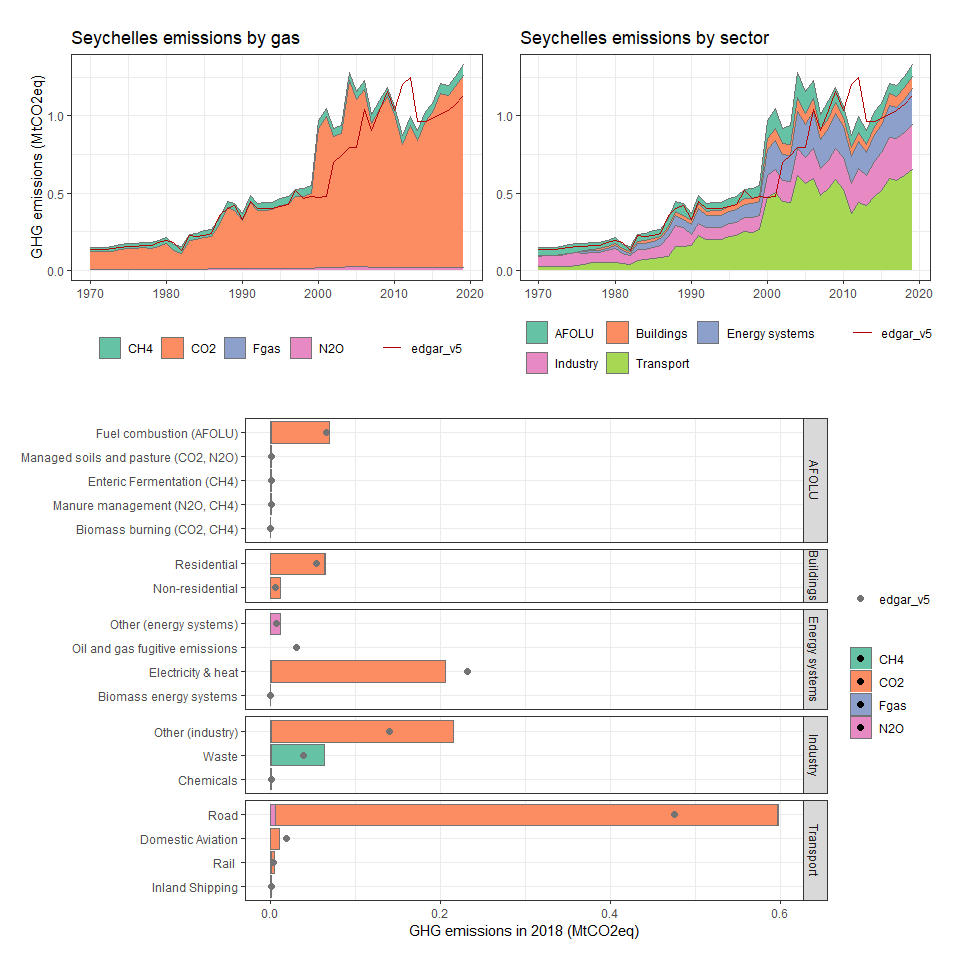 Seychelles emissions by gas
Seychelles emissions by sector
GHG emissions (MtCO2eq)
1.0
0.5
0.0
1970 1980 1990 2000 2010 2020
1.0
0.5
0.0
1970 1980 1990 2000 2010 2020
CH4 CO2 Fgas N2O edgar_v5
AFOLU Buildings Energy systems edgar_v5
Industry Transport
Fuel combustion (AFOLU)
Managed soils and pasture (CO2, N2O)
Enteric Fermentation (CH4)
Manure management (N2O, CH4)
Biomass burning (CO2, CH4)
AFOLU
Residential
Non-residential
Buildings
Other (energy systems)
Oil and gas fugitive emissions
Electricity & heat
Biomass energy systems
Energy systems
Other (industry)
Waste
Chemicals
Industry
Road
Domestic Aviation
Rail
Inland Shipping
Transport
0.0 0.2 0.4 0.6
GHG emissions in 2018 (MtCO2eq)
edgar_v5
CH4
CO2
Fgas
N2O